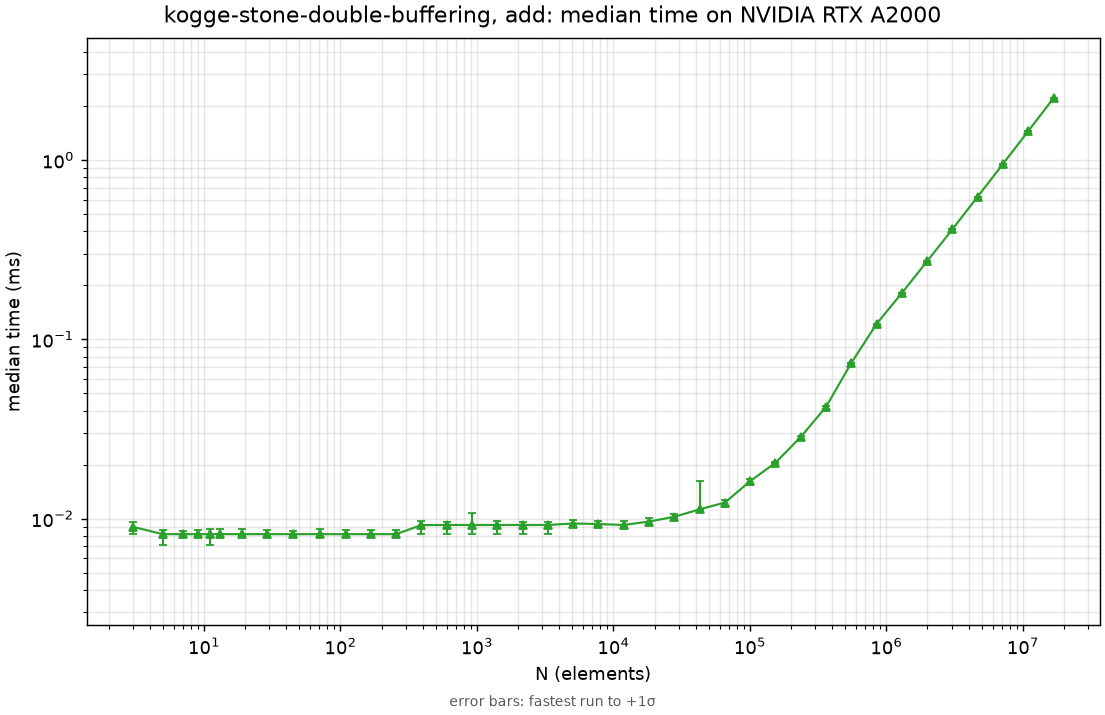 kogge-stone-double-buffering, add: median time on NVIDIA RTX A2000
median time (ms)
10⁰
10⁻¹
10⁻²
10¹
10²
10³
10⁴
10⁵
10⁶
10⁷
N (elements)
error bars: fastest run to +1σ